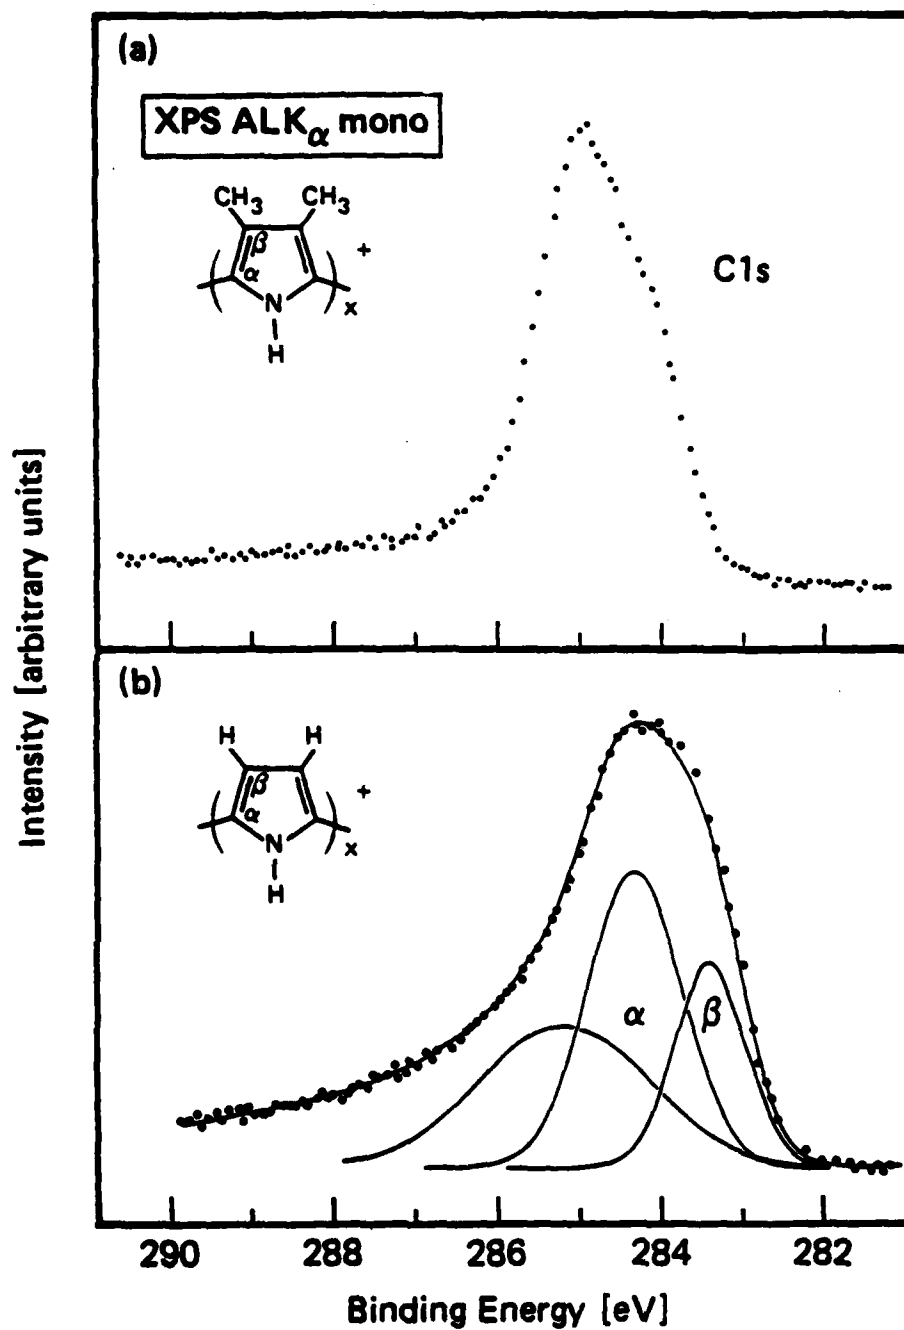 (a)
XPS ALKα mono
CH3 CH3
β
α
+
N
x
H
C1s
(b)
H H
β
α
+
N
x
H
α β
290 288 286 284 282
Binding Energy [eV]
Intensity [arbitrary units]